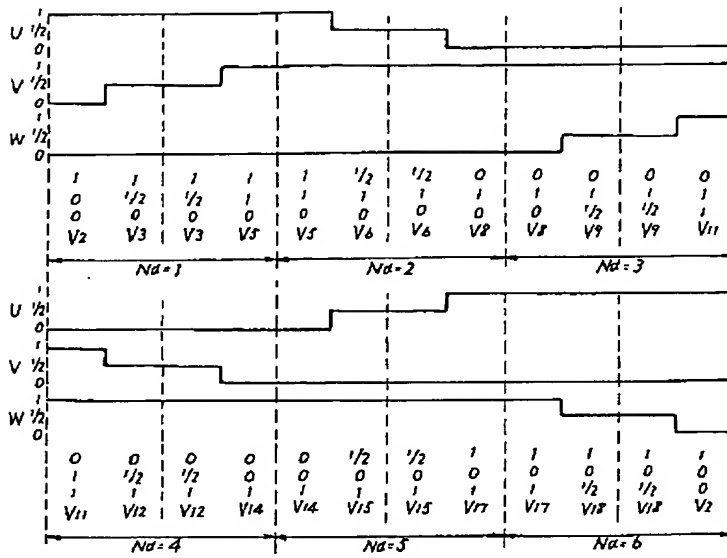 1
U 1/2
0
1
V 1/2
0
1
W 1/2
0
1 1 1 1 1 1/2 1/2 0 0 0 0 0
0 1/2 1/2 1 1 1 1 1 1 1 1 1
0 0 0 0 0 0 0 0 0 1/2 1/2 1
V2 V3 V3 V5 V5 V6 V6 V8 V8 V9 V9 V11
Nd=1 Nd=2 Nd=3
1
U 1/2
0
1
V 1/2
0
1
W 1/2
0
0 0 0 0 0 1/2 1/2 1 1 1 1 1
1 1/2 1/2 0 0 0 0 0 0 0 0 0
1 1 1 1 1 1 1 1 1 1/2 1/2 0
V11 V12 V12 V14 V14 V15 V15 V17 V17 V18 V18 V2
Nd=4 Nd=5 Nd=6